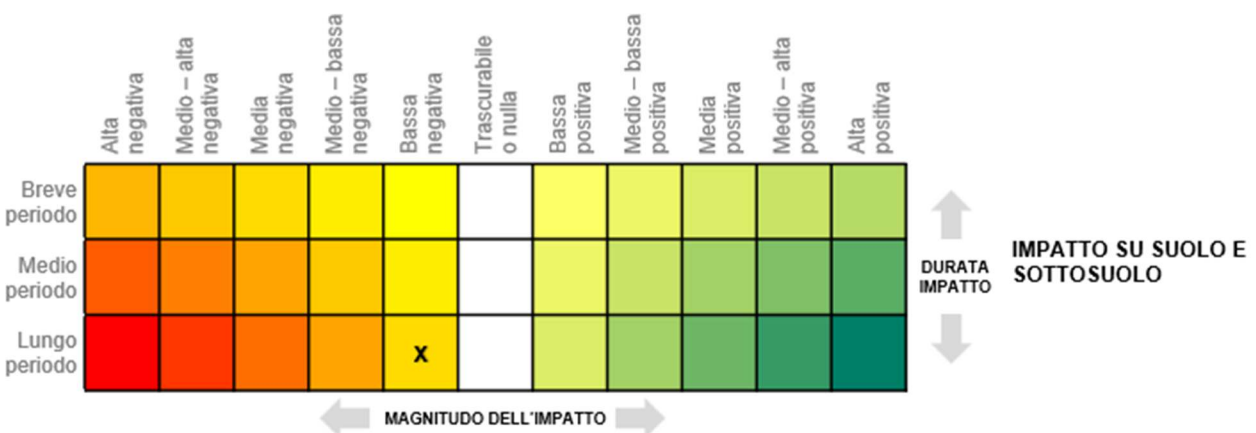 Alta
negativa
Medio – alta
negativa
Media
negativa
Medio – bassa
negativa
Bassa
negativa
Trascurabile
o nulla
Bassa
positiva
Medio – bassa
positiva
Media
positiva
Medio – alta
positiva
Alta
positiva
Breve
periodo
Medio
periodo
Lungo
periodo
X
DURATA
IMPATTO
IMPATTO SU SUOLO E
SOTTOSUOLO
MAGNITUDO DELL'IMPATTO